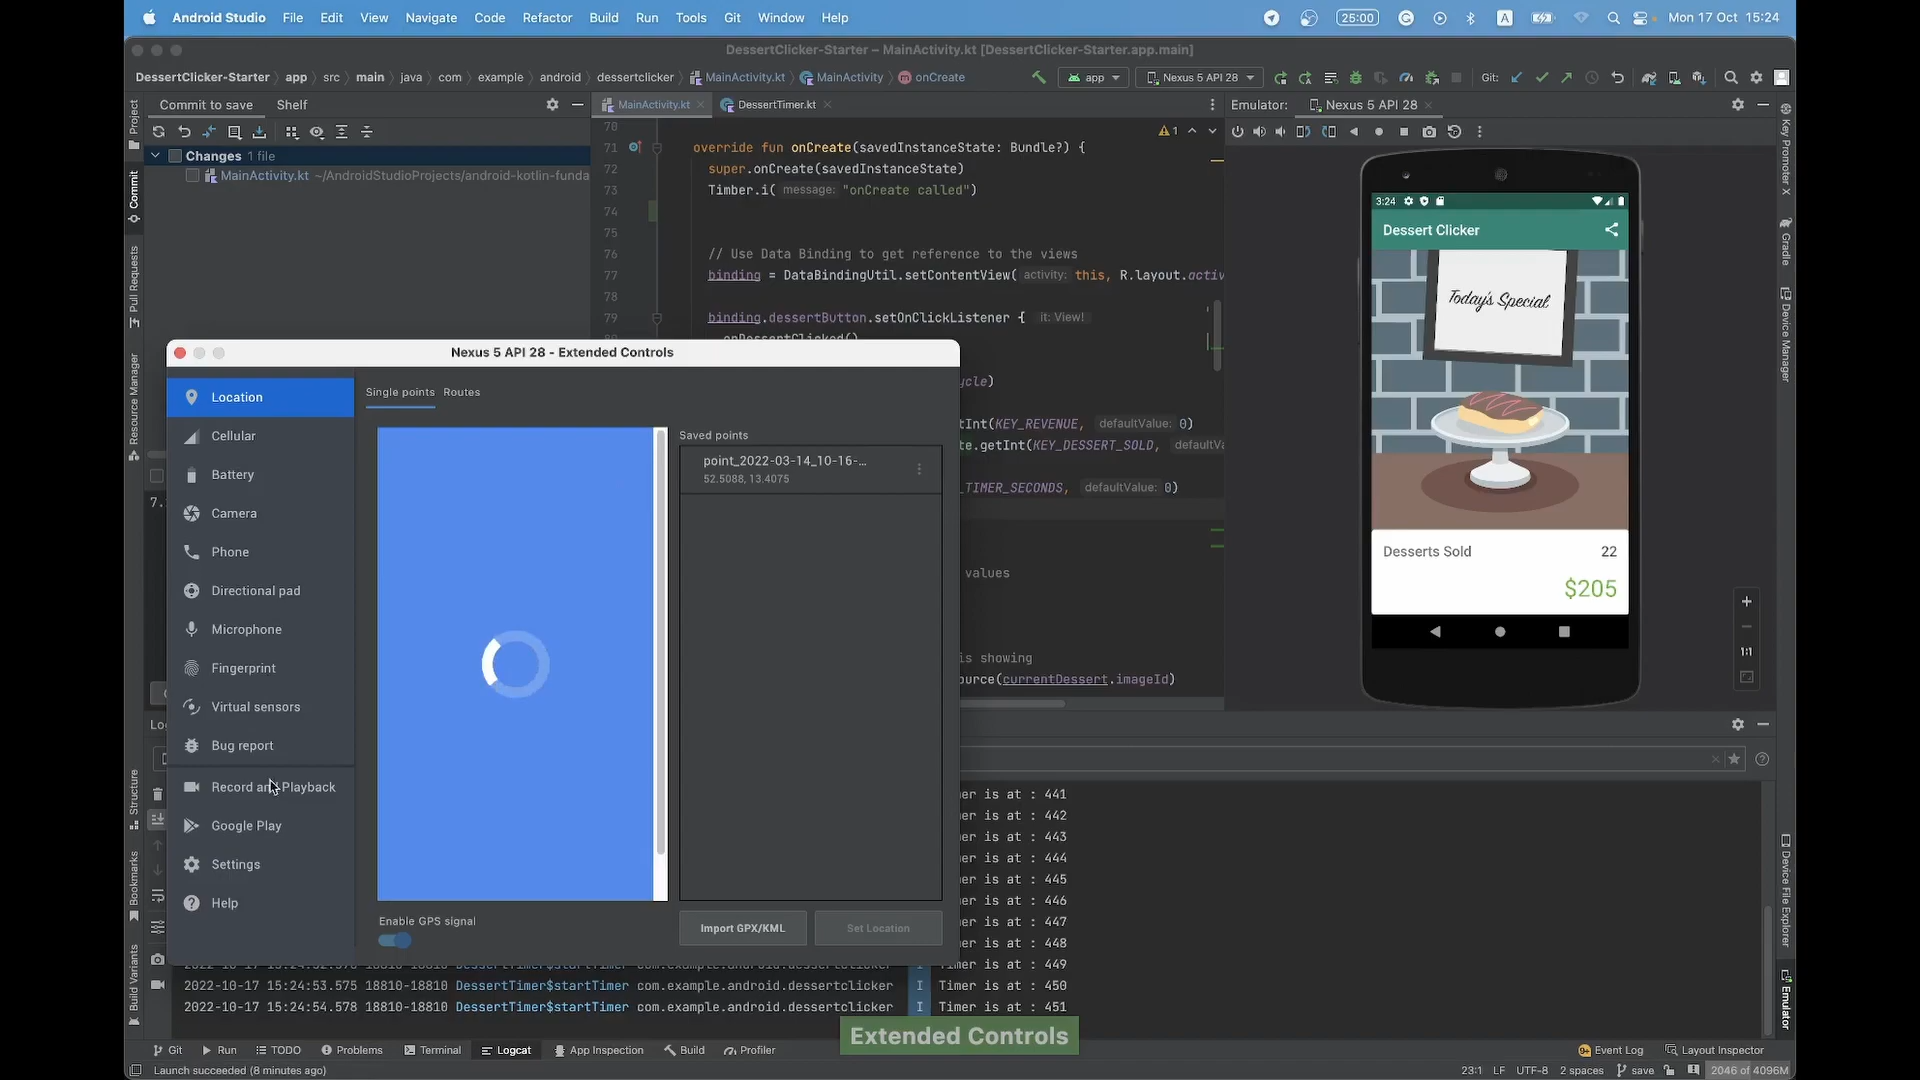 Android Studio File Edit View Navigate Code Refactor Build Run Tools Git Window Help 25:00 A Mon 17 Oct 15:24
DessertClicker-Starter – MainActivity.kt [DessertClicker-Starter.app.main]
DessertClicker-Starter app src main java com example android dessertclicker MainActivity.kt MainActivity onCreate app Nexus 5 API 28 Git:
Commit to save Shelf MainActivity.kt DessertTimer.kt Emulator: Nexus 5 API 28
Project
Commit
Pull Requests
Resource Manager
Structure
Bookmarks
Build Variants
Changes 1 file
MainActivity.kt ~/AndroidStudioProjects/android-kotlin-funda
1
70
71 override fun onCreate(savedInstanceState: Bundle?) {
72 super.onCreate(savedInstanceState)
73 Timber.i( message: "onCreate called")
74
75
76 // Use Data Binding to get reference to the views
77 binding = DataBindingUtil.setContentView( activity: this, R.layout.activ
78
79 binding.dessertButton.setOnClickListener { it: View!
onDessertClicked()
ycle)
tInt(KEY_REVENUE, defaultValue: 0)
te.getInt(KEY_DESSERT_SOLD, defaultVa
_TIMER_SECONDS, defaultValue: 0)
values
is showing
ource(currentDessert.imageId)
7.
Lo
Nexus 5 API 28 - Extended Controls
Location
Cellular
Battery
Camera
Phone
Directional pad
Microphone
Fingerprint
Virtual sensors
Bug report
Record and Playback
Google Play
Settings
Help
Single points Routes
Saved points
point_2022-03-14_10-16-...
52.5088, 13.4075
Enable GPS signal
Import GPX/KML Set Location
3:24
Dessert Clicker
Today's Special
Desserts Sold 22
$205
1:1
Key Promoter X
Gradle
Device Manager
Device File Explorer
Emulator
er is at : 441
er is at : 442
er is at : 443
er is at : 444
er is at : 445
er is at : 446
er is at : 447
er is at : 448
er is at : 449
2022-10-17 15:24:53.575 18810-18810 DessertTimer$startTimer com.example.android.dessertclicker I Timer is at : 450
2022-10-17 15:24:54.578 18810-18810 DessertTimer$startTimer com.example.android.dessertclicker I Timer is at : 451
Extended Controls
Git Run TODO Problems Terminal Logcat App Inspection Build Profiler Event Log Layout Inspector
Launch succeeded (8 minutes ago) 23:1 LF UTF-8 2 spaces save 2046 of 4096M